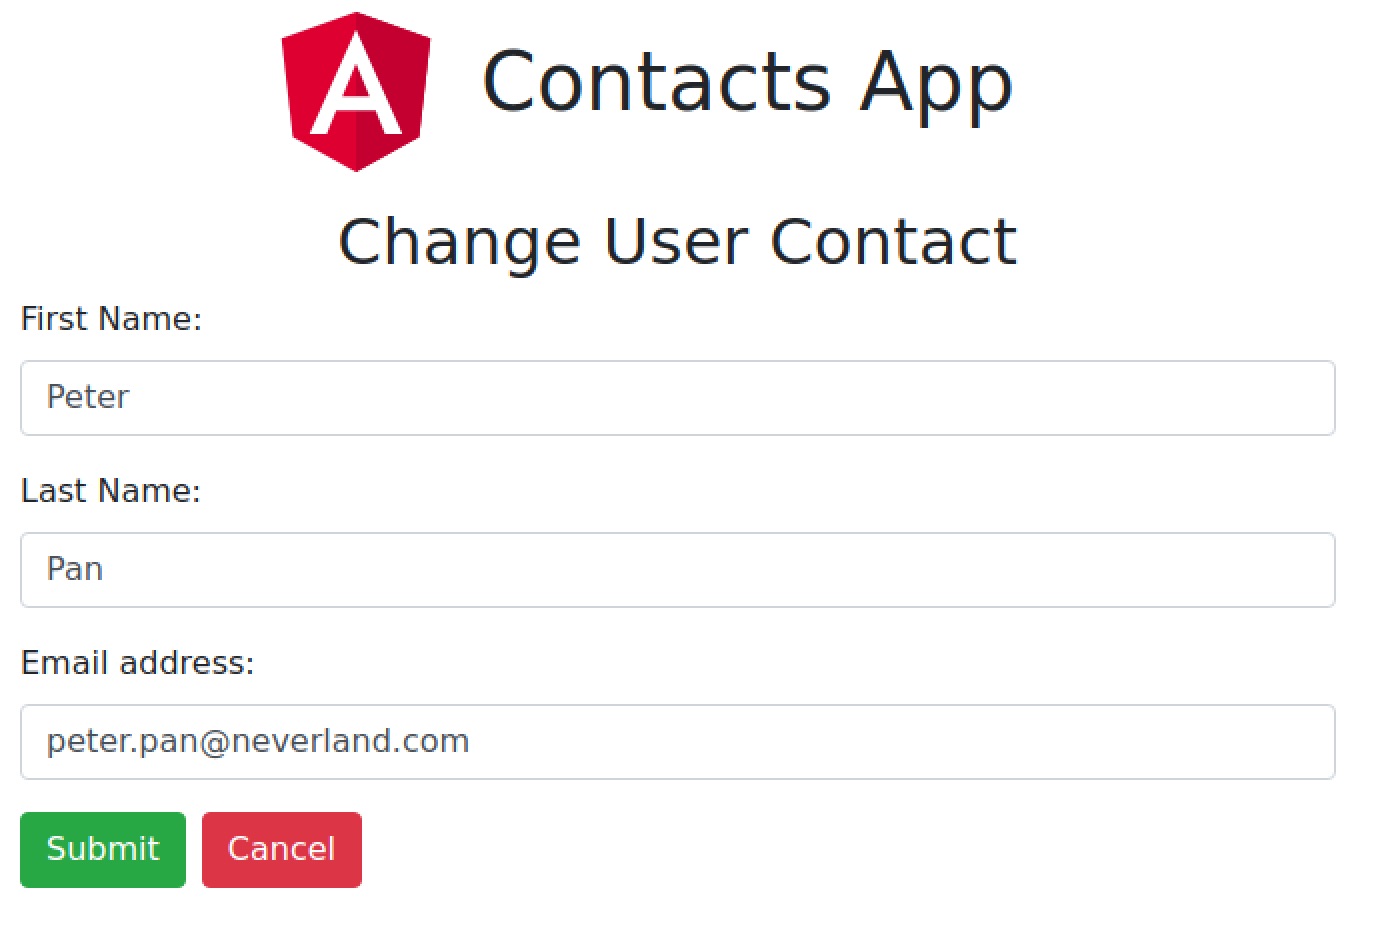 A
Contacts App
Change User Contact
First Name:
Peter
Last Name:
Pan
Email address:
peter.pan@neverland.com
Submit Cancel